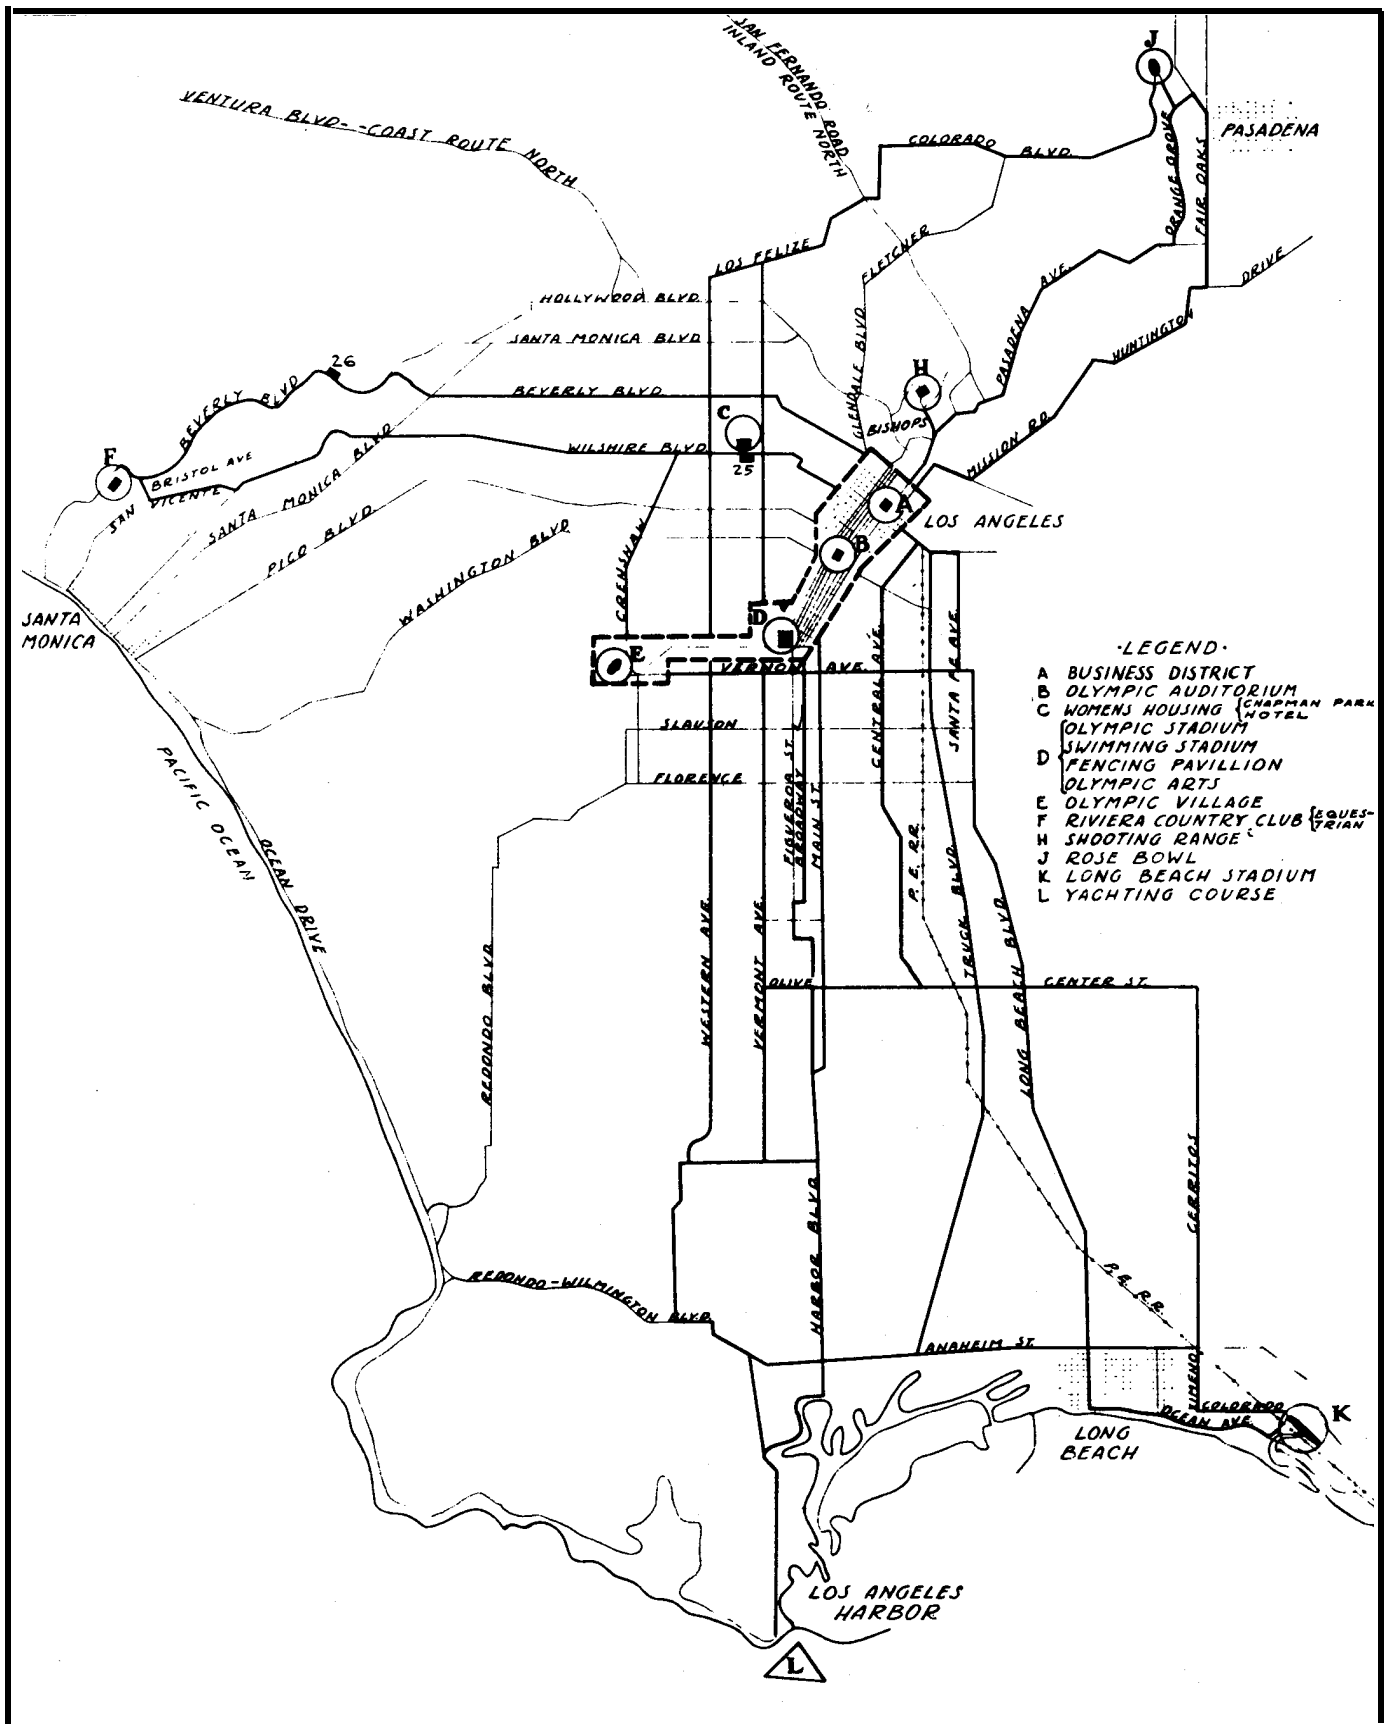 J
SAN FERNANDO ROAD
INLAND ROUTE NORTH
VENTURA BLVD--COAST ROUTE NORTH
PASADENA
COLORADO BLVD.
ORANGE GROVE
FAIR OAKS
LOS FELIZE
FLETCHER
DRIVE
PASADENA AVE.
HUNTINGTON
HOLLYWOOD BLVD
SANTA MONICA BLVD
GLENDALE BLVD
26
H
BEVERLY BLVD
BEVERLY BLVD.
C
BISHOPS
MISSION RD.
F
WILSHIRE BLVD
25
BRISTOL AVE
SAN VICENTE
SANTA MONICA BLVD
A
LOS ANGELES
PICO BLVD
WASHINGTON BLVD
CRENSHAW
B
SANTA
MONICA
D
E
VERNON AVE.
CENTRAL AVE.
SANTA FE AVE.
·LEGEND·
A BUSINESS DISTRICT
B OLYMPIC AUDITORIUM
C WOMENS HOUSING {CHAPMAN PARK
HOTEL
OLYMPIC STADIUM
SWIMMING STADIUM
D {FENCING PAVILLION
OLYMPIC ARTS
E OLYMPIC VILLAGE
F RIVIERA COUNTRY CLUB {EQUES-
TRIAN
H SHOOTING RANGE
J ROSE BOWL
K LONG BEACH STADIUM
L YACHTING COURSE
SLAUSON
FLORENCE
FIGUEROA ST.
BROADWAY
MAIN ST.
PACIFIC OCEAN
OCEAN DRIVE
P.E. R.R.
TRUCK BLVD.
LONG BEACH BLVD.
REDONDO BLVD
WESTERN AVE.
VERMONT AVE.
OLIVE
CENTER ST.
CERRITOS
HARBOR BLVD
P.E. R.R.
REDONDO-WILMINGTON BLVD.
ANAHEIM ST.
XIMENO
COLORADO
OCEAN AVE.
K
LONG
BEACH
LOS ANGELES
HARBOR
L